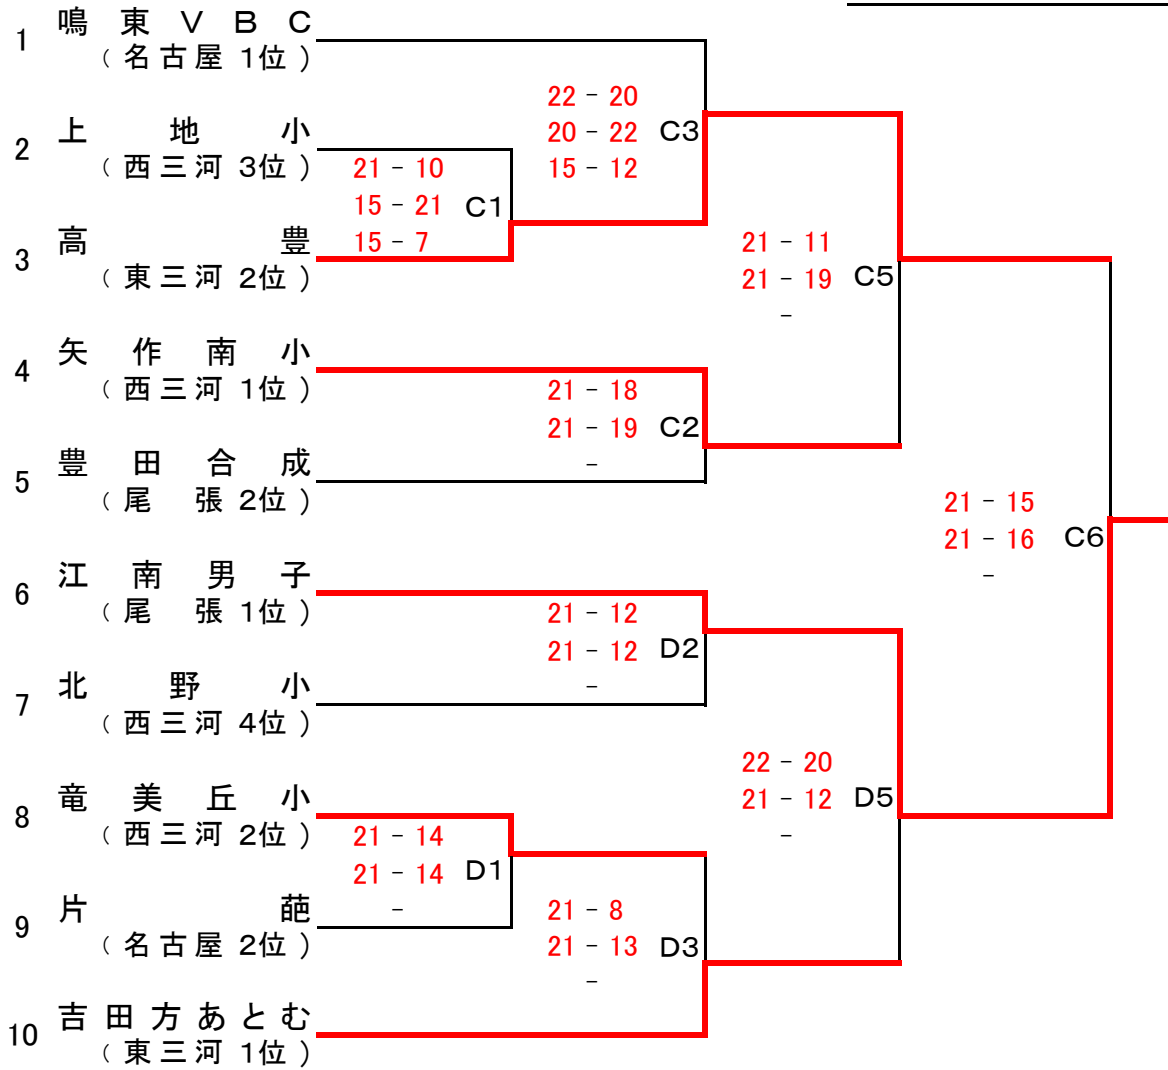 1 鳴東ＶＢＣ
（名古屋 1位）
2 上地小
（西三河 3位）
3 高豊
（東三河 2位）
4 矢作南小
（西三河 1位）
5 豊田合成
（尾張 2位）
6 江南男子
（尾張 1位）
7 北野小
（西三河 4位）
8 竜美丘小
（西三河 2位）
9 片葩
（名古屋 2位）
10 吉田方あとむ
（東三河 1位）
21 - 10
15 - 21 C1
15 - 7
21 - 14
21 - 14 D1
-
22 - 20
20 - 22 C3
15 - 12
21 - 18
21 - 19 C2
-
21 - 12
21 - 12 D2
-
21 - 8
21 - 13 D3
-
21 - 11
21 - 19 C5
-
22 - 20
21 - 12 D5
-
21 - 15
21 - 16 C6
-